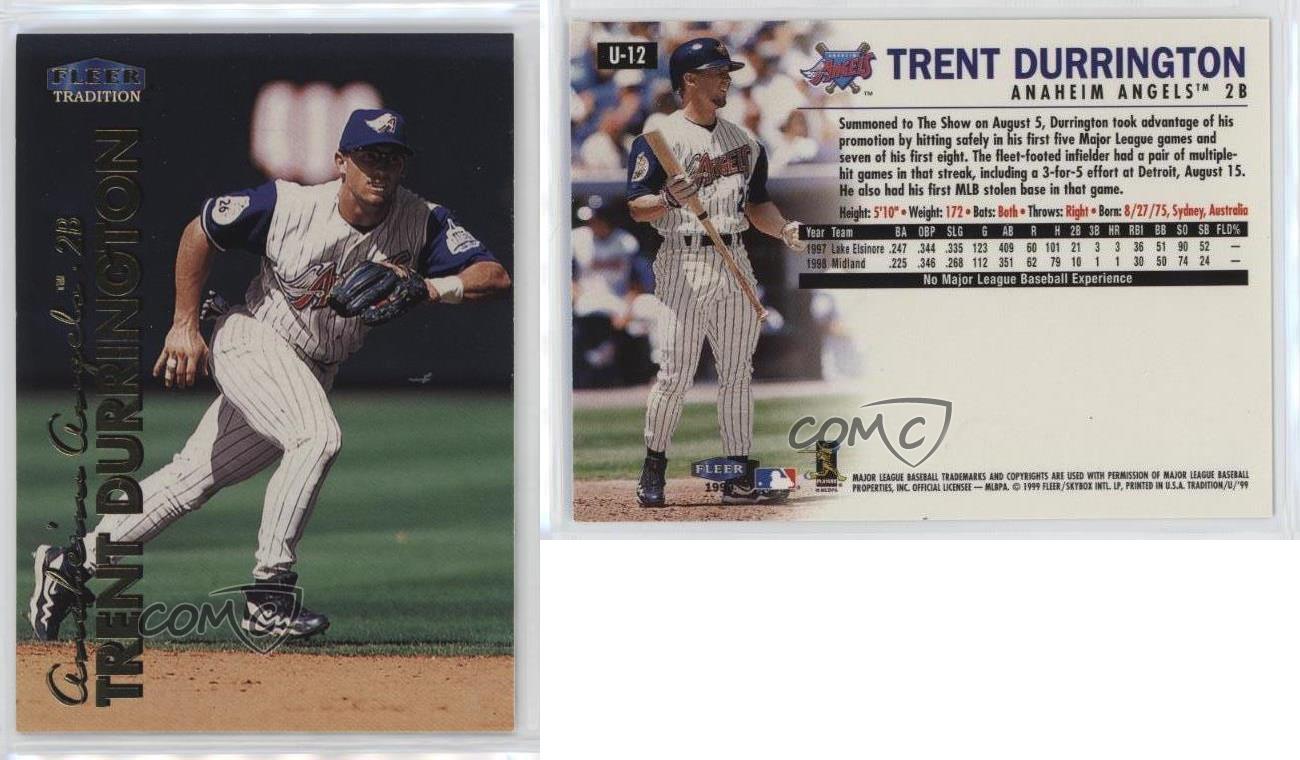 FLEER
TRADITION
Anaheim Angels™ . 2B
TRENT DURRINGTON
A
26
COMC
U-12
ANAHEIM
ANGELS
™
TRENT DURRINGTON
ANAHEIM ANGELS™ 2B
Summoned to The Show on August 5, Durrington took advantage of his
promotion by hitting safely in his first five Major League games and
seven of his first eight. The fleet-footed infielder had a pair of multiple-
hit games in that streak, including a 3-for-5 effort at Detroit, August 15.
He also had his first MLB stolen base in that game.
Height: 5'10" • Weight: 172 • Bats: Both • Throws: Right • Born: 8/27/75, Sydney, Australia
Year Team BA OBP SLG G AB R H 2B 3B HR RBI BB SO SB FLD%
1997 Lake Elsinore .247 .344 .335 123 409 60 101 21 3 3 36 51 90 52 —
1998 Midland .225 .346 .268 112 351 62 79 10 1 1 30 50 74 24 —
No Major League Baseball Experience
ANGELS
COMC
FLEER
PLAYERS
MLBPA
MAJOR LEAGUE BASEBALL TRADEMARKS AND COPYRIGHTS ARE USED WITH PERMISSION OF MAJOR LEAGUE BASEBALL
PROPERTIES, INC. OFFICIAL LICENSEE — MLBPA. © 1999 FLEER/SKYBOX INTL. LP, PRINTED IN U.S.A. TRADITION/U/'99